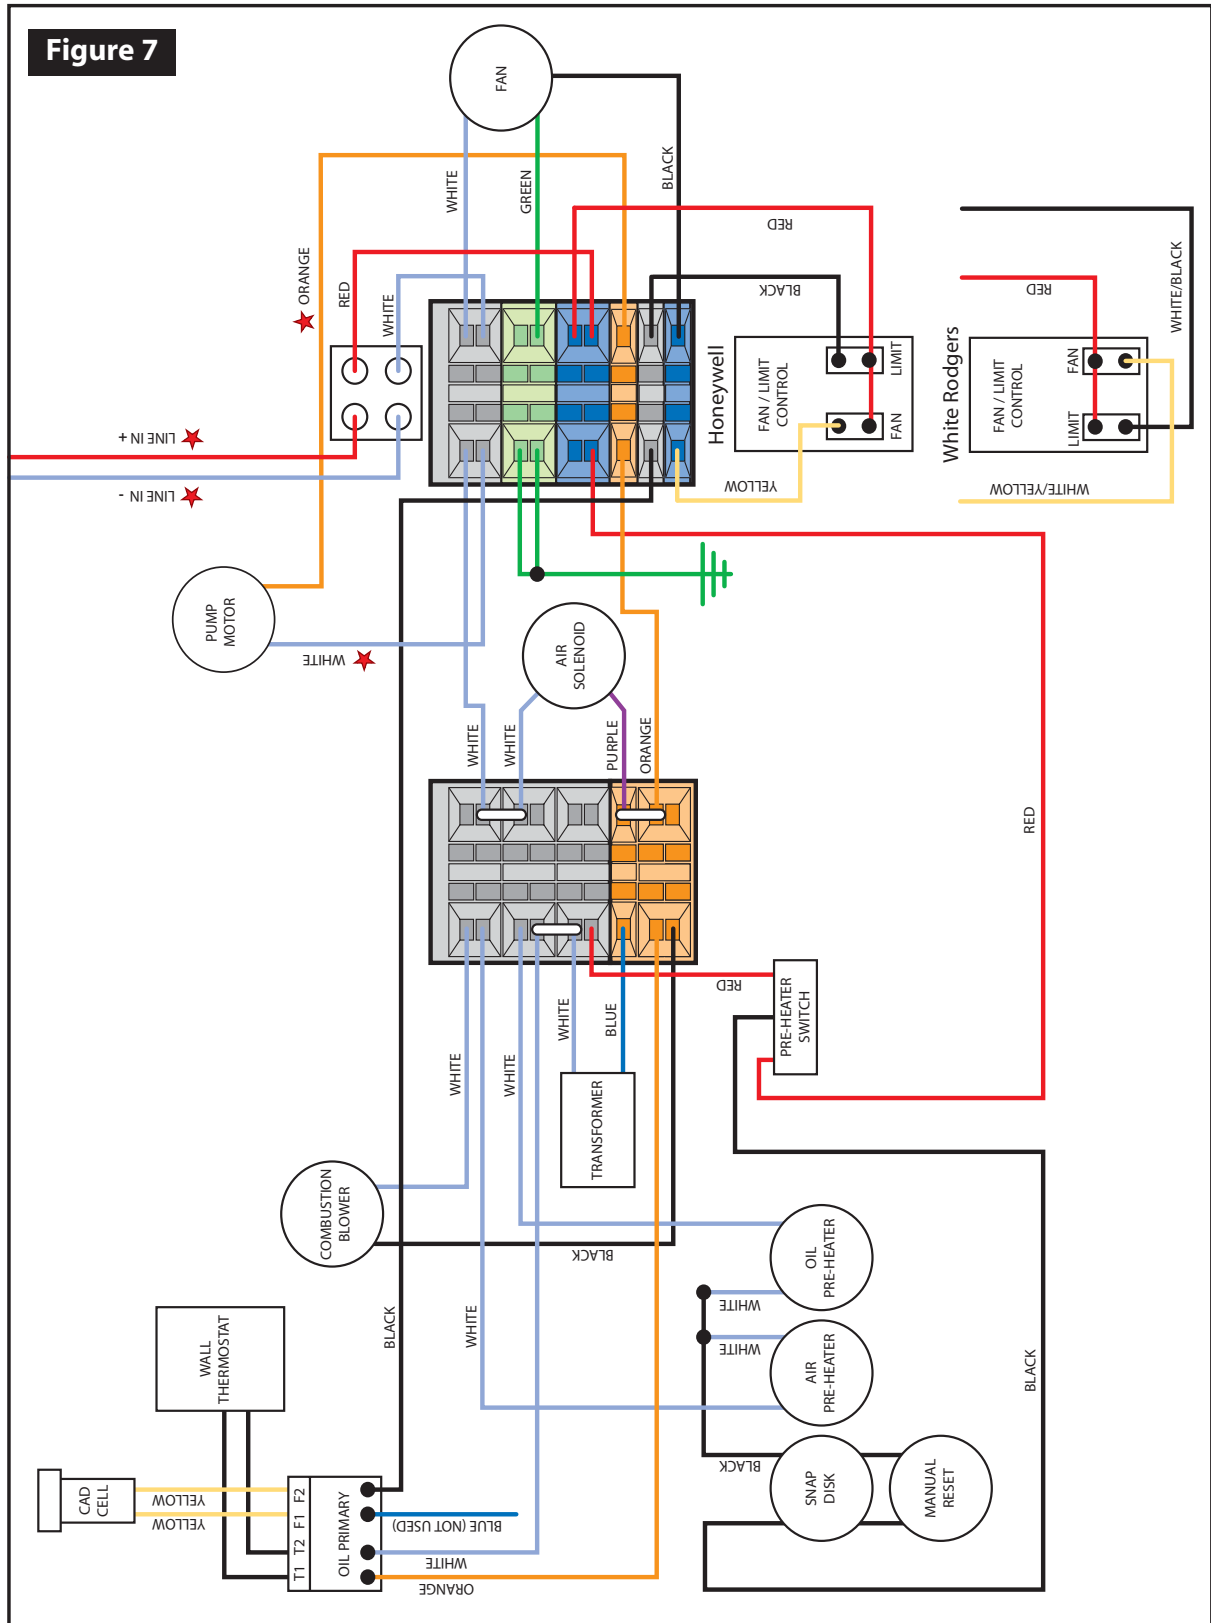 Figure 7
FAN
WHITE
GREEN
BLACK
RED
ORANGE
RED
WHITE
BLACK
RED
WHITE/BLACK
LINE IN +
LINE IN -
Honeywell
FAN / LIMIT
CONTROL
LIMIT
FAN
White Rodgers
FAN / LIMIT
CONTROL
FAN
LIMIT
YELLOW
WHITE/YELLOW
PUMP
MOTOR
WHITE
AIR
SOLENOID
WHITE
WHITE
PURPLE
ORANGE
RED
RED
PRE-HEATER
SWITCH
WHITE
WHITE
WHITE
BLUE
TRANSFORMER
COMBUSTION
BLOWER
BLACK
OIL
PRE-HEATER
WHITE
WALL
THERMOSTAT
BLACK
WHITE
WHITE
AIR
PRE-HEATER
BLACK
CAD
CELL
YELLOW
YELLOW
T1
T2
F1
F2
OIL PRIMARY
BLUE (NOT USED)
WHITE
ORANGE
BLACK
SNAP
DISK
MANUAL
RESET